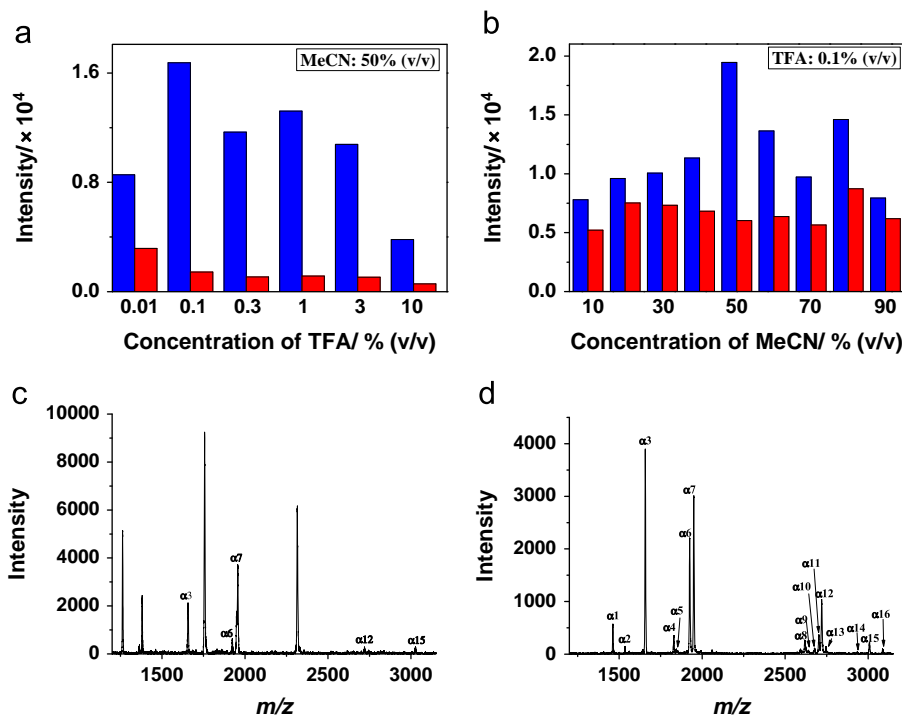 a
MeCN: 50% (v/v)
1.6
0.8
0.0
Intensity/ × 10⁴
0.01 0.1 0.3 1 3 10
Concentration of TFA/ % (v/v)
b
TFA: 0.1% (v/v)
2.0
1.5
1.0
0.5
0.0
Intensity/ × 10⁴
10 30 50 70 90
Concentration of MeCN/ % (v/v)
c
10000
8000
6000
4000
2000
0
Intensity
α3
α6
α7
α12
α15
1500 2000 2500 3000
m/z
d
4000
3000
2000
1000
0
Intensity
α1
α2
α3
α4
α5
α6
α7
α8
α9
α10
α11
α12
α13
α14
α15
α16
1500 2000 2500 3000
m/z